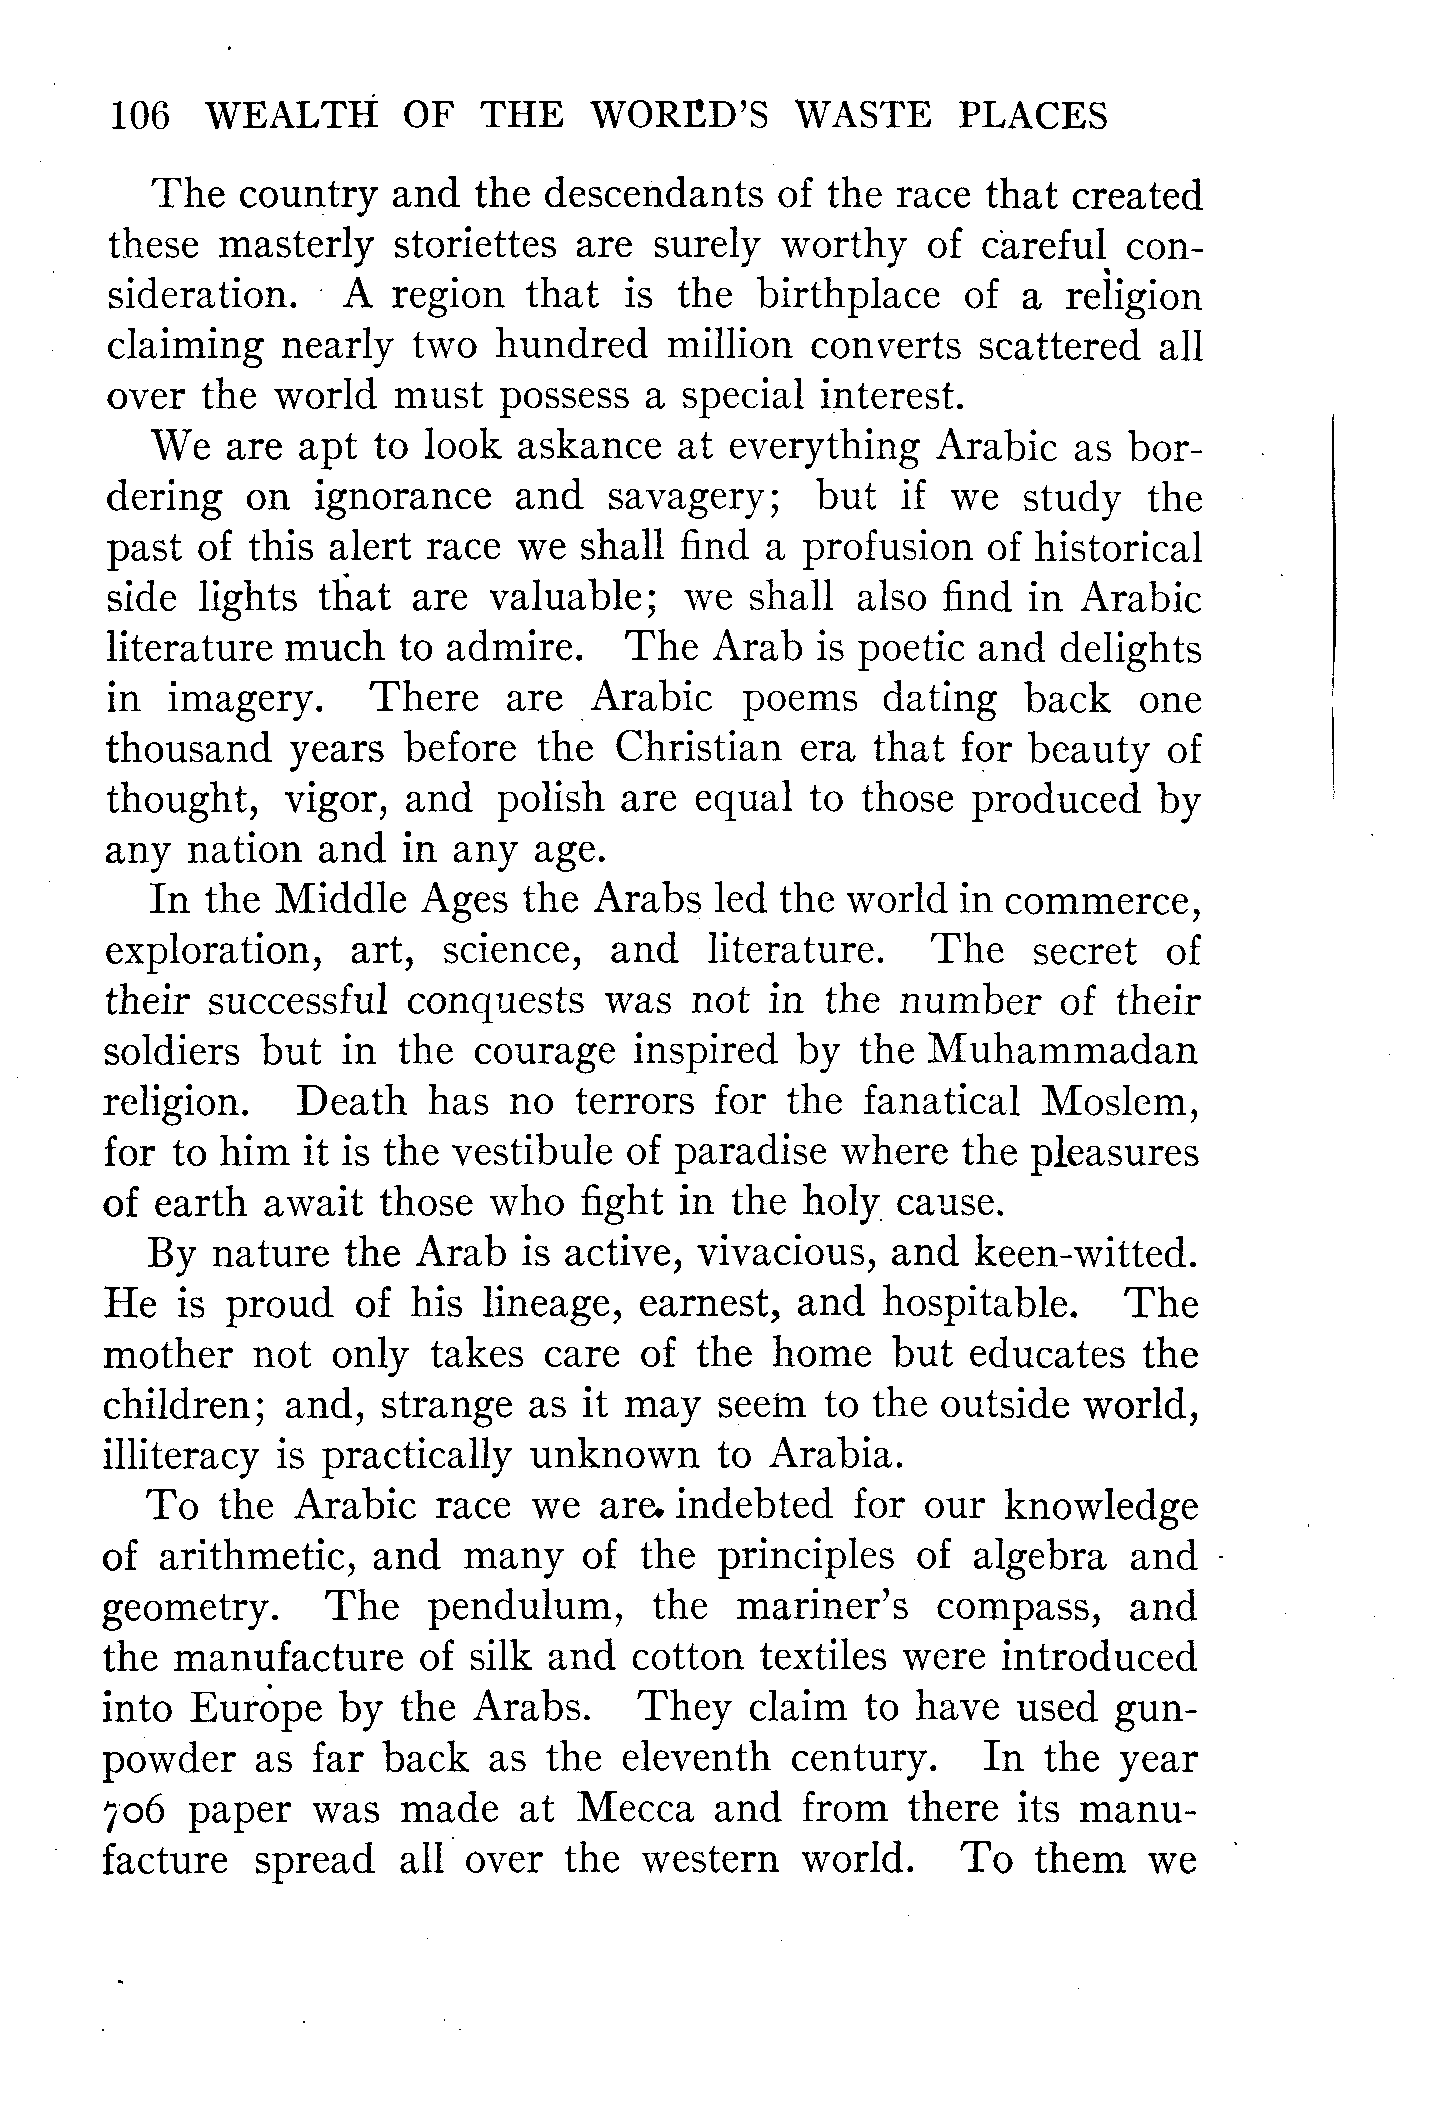 106 WEALTH OF THE WORLD'S WASTE PLACES
The country and the descendants of the race that created
these masterly storiettes are surely worthy of careful con-
sideration. A region that is the birthplace of a religion
claiming nearly two hundred million converts scattered all
over the world must possess a special interest.
We are apt to look askance at everything Arabic as bor-
dering on ignorance and savagery; but if we study the
past of this alert race we shall find a profusion of historical
side lights that are valuable; we shall also find in Arabic
literature much to admire. The Arab is poetic and delights
in imagery. There are Arabic poems dating back one
thousand years before the Christian era that for beauty of
thought, vigor, and polish are equal to those produced by
any nation and in any age.
In the Middle Ages the Arabs led the world in commerce,
exploration, art, science, and literature. The secret of
their successful conquests was not in the number of their
soldiers but in the courage inspired by the Muhammadan
religion. Death has no terrors for the fanatical Moslem,
for to him it is the vestibule of paradise where the pleasures
of earth await those who fight in the holy cause.
By nature the Arab is active, vivacious, and keen-witted.
He is proud of his lineage, earnest, and hospitable. The
mother not only takes care of the home but educates the
children; and, strange as it may seem to the outside world,
illiteracy is practically unknown to Arabia.
To the Arabic race we are indebted for our knowledge
of arithmetic, and many of the principles of algebra and
geometry. The pendulum, the mariner's compass, and
the manufacture of silk and cotton textiles were introduced
into Europe by the Arabs. They claim to have used gun-
powder as far back as the eleventh century. In the year
706 paper was made at Mecca and from there its manu-
facture spread all over the western world. To them we